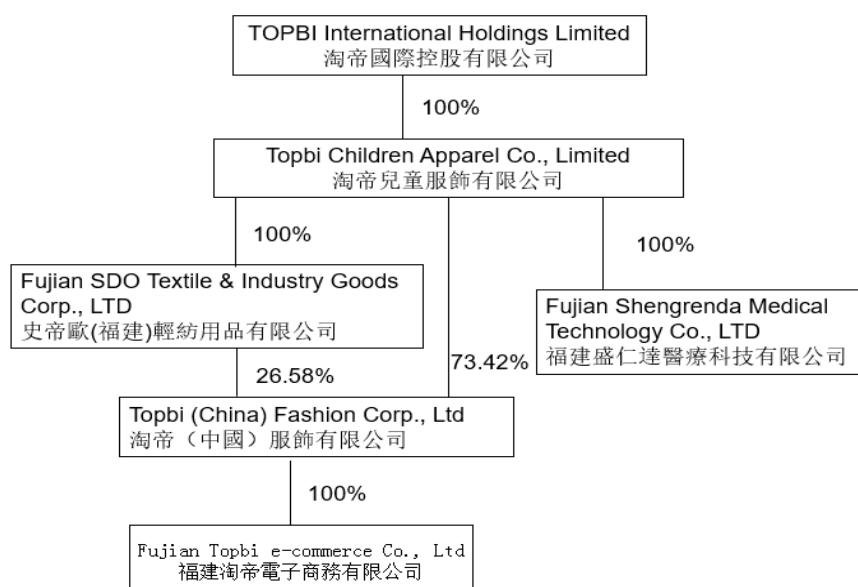 TOPBI International Holdings Limited
淘帝國際控股有限公司
100%
Topbi Children Apparel Co., Limited
淘帝兒童服飾有限公司
100%
100%
Fujian SDO Textile & Industry Goods
Corp., LTD
史帝歐(福建)輕紡用品有限公司
Fujian Shengrenda Medical
Technology Co., LTD
福建盛仁達醫療科技有限公司
26.58%
73.42%
Topbi (China) Fashion Corp., Ltd
淘帝（中國）服飾有限公司
100%
Fujian Topbi e-commerce Co., Ltd
福建淘帝電子商務有限公司